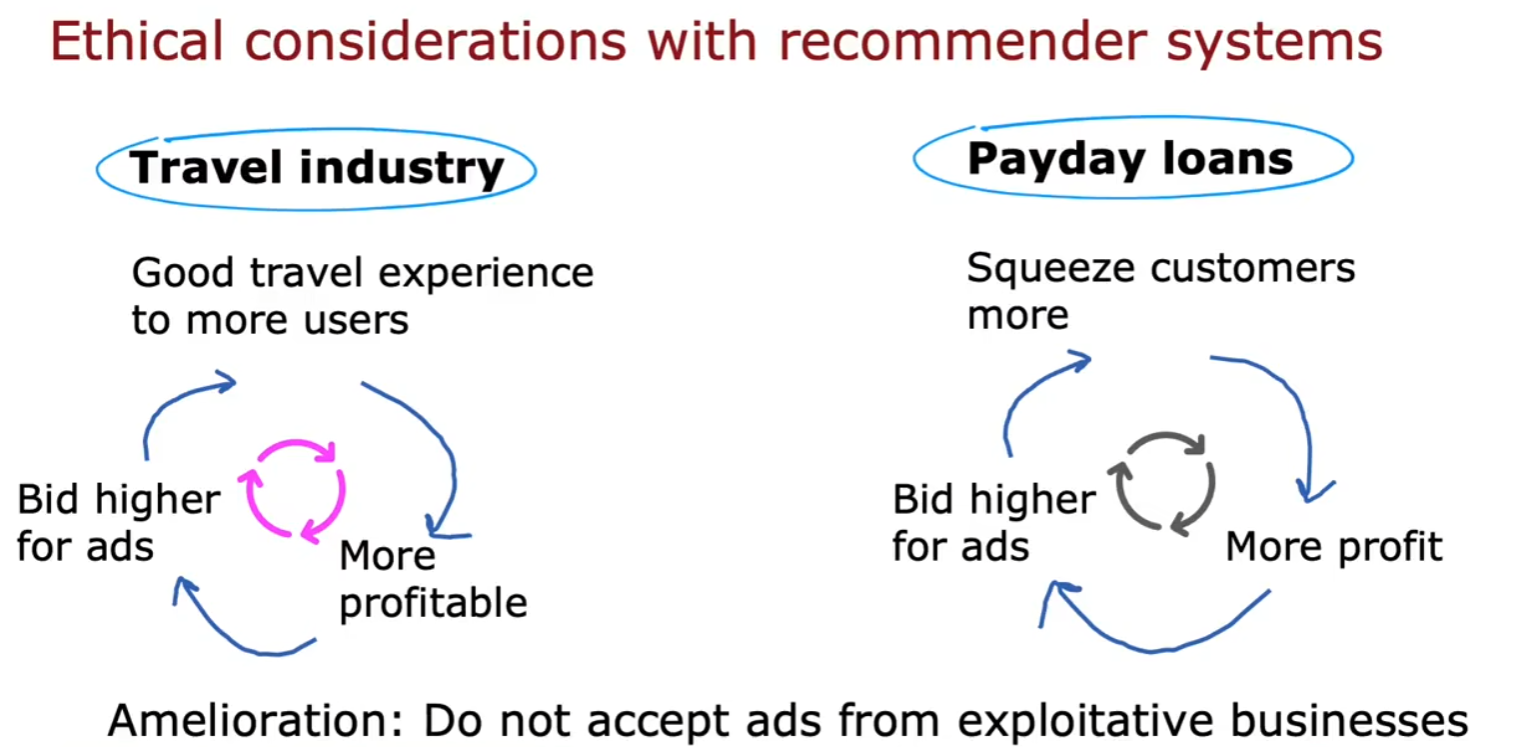 Ethical considerations with recommender systems
Travel industry
Good travel experience
to more users
Bid higher
for ads
More
profitable
Payday loans
Squeeze customers
more
Bid higher
for ads
More profit
Amelioration: Do not accept ads from exploitative businesses